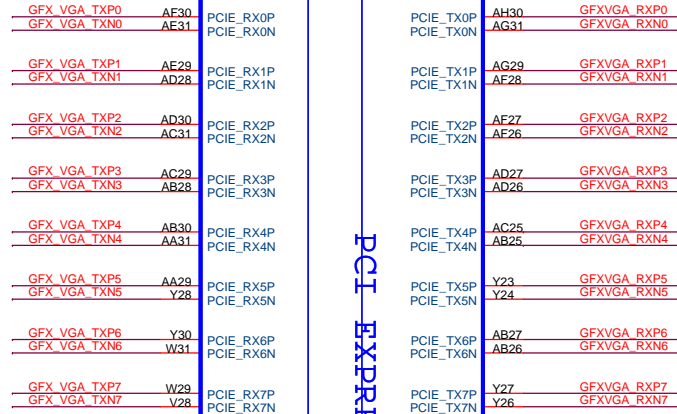 GFX_VGA_TXP0 AF30 PCIE_RX0P PCIE_TX0P AH30 GFXVGA_RXP0
GFX_VGA_TXN0 AE31 PCIE_RX0N PCIE_TX0N AG31 GFXVGA_RXN0
GFX_VGA_TXP1 AE29 PCIE_RX1P PCIE_TX1P AG29 GFXVGA_RXP1
GFX_VGA_TXN1 AD28 PCIE_RX1N PCIE_TX1N AF28 GFXVGA_RXN1
GFX_VGA_TXP2 AD30 PCIE_RX2P PCIE_TX2P AF27 GFXVGA_RXP2
GFX_VGA_TXN2 AC31 PCIE_RX2N PCIE_TX2N AF26 GFXVGA_RXN2
GFX_VGA_TXP3 AC29 PCIE_RX3P PCIE_TX3P AD27 GFXVGA_RXP3
GFX_VGA_TXN3 AB28 PCIE_RX3N PCIE_TX3N AD26 GFXVGA_RXN3
GFX_VGA_TXP4 AB30 PCIE_RX4P PCIE_TX4P AC25 GFXVGA_RXP4
GFX_VGA_TXN4 AA31 PCIE_RX4N PCIE_TX4N AB25 GFXVGA_RXN4
GFX_VGA_TXP5 AA29 PCIE_RX5P PCIE_TX5P Y23 GFXVGA_RXP5
GFX_VGA_TXN5 Y28 PCIE_RX5N PCIE_TX5N Y24 GFXVGA_RXN5
GFX_VGA_TXP6 Y30 PCIE_RX6P PCIE_TX6P AB27 GFXVGA_RXP6
GFX_VGA_TXN6 W31 PCIE_RX6N PCIE_TX6N AB26 GFXVGA_RXN6
GFX_VGA_TXP7 W29 PCIE_RX7P PCIE_TX7P Y27 GFXVGA_RXP7
GFX_VGA_TXN7 V28 PCIE_RX7N PCIE_TX7N Y26 GFXVGA_RXN7
PCI EXPR